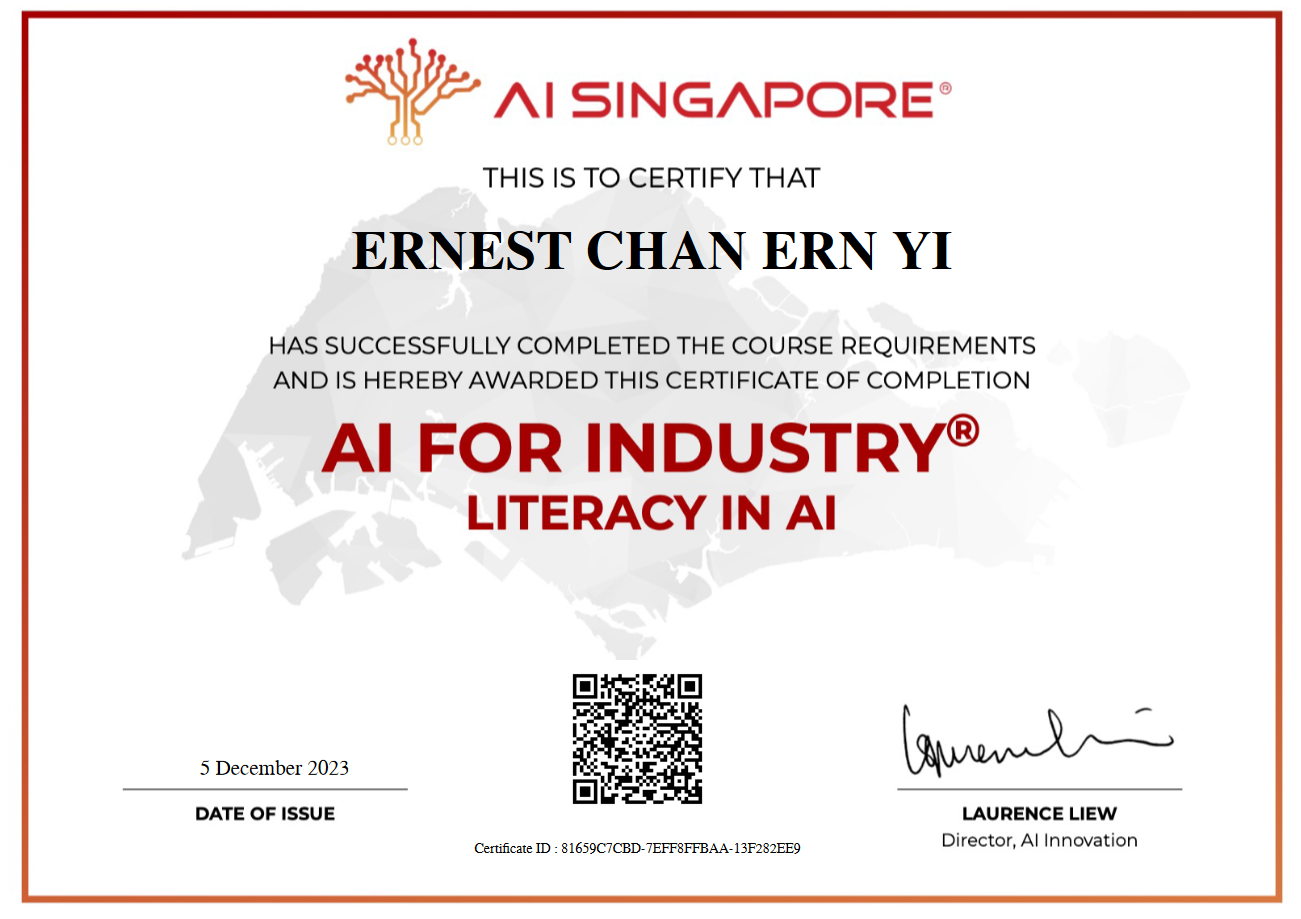 AI SINGAPORE®
THIS IS TO CERTIFY THAT
ERNEST CHAN ERN YI
HAS SUCCESSFULLY COMPLETED THE COURSE REQUIREMENTS
AND IS HEREBY AWARDED THIS CERTIFICATE OF COMPLETION
AI FOR INDUSTRY®
LITERACY IN AI
5 December 2023
DATE OF ISSUE
Certificate ID : 81659C7CBD-7EFF8FFBAA-13F282EE9
LAURENCE LIEW
Director, AI Innovation